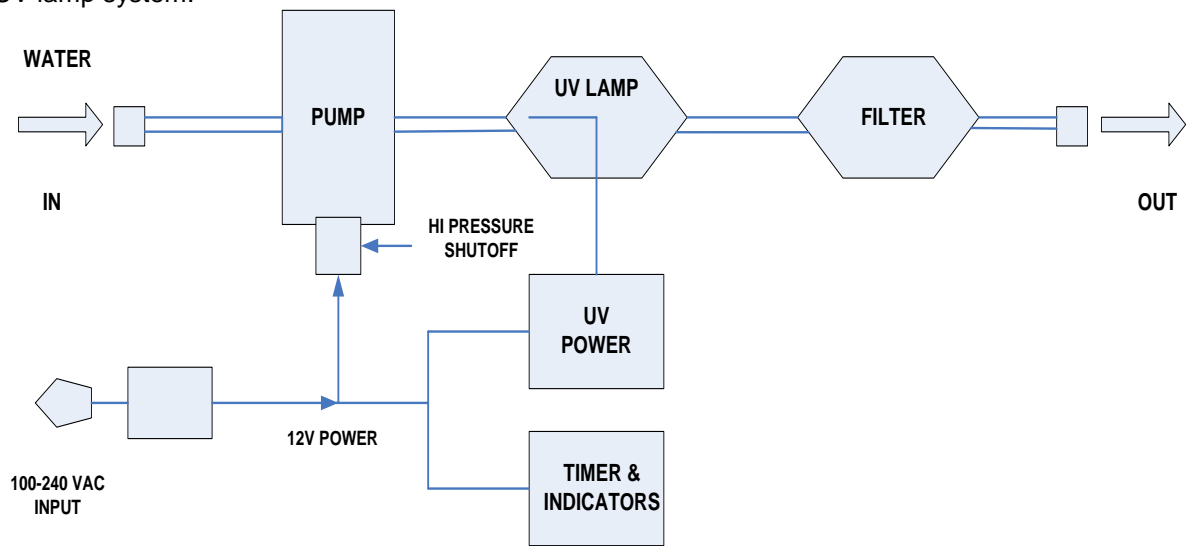 UV lamp system.
WATER
IN
PUMP
UV LAMP
FILTER
OUT
HI PRESSURE
SHUTOFF
UV
POWER
12V POWER
100-240 VAC
INPUT
TIMER &
INDICATORS